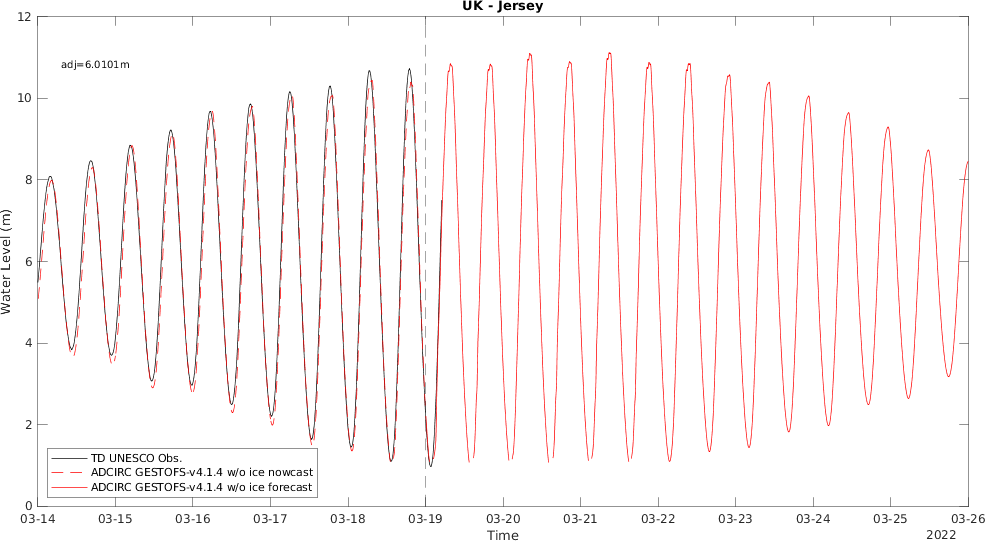 UK - Jersey
12
10
8
6
4
2
0
Water Level (m)
adj=6.0101m
TD UNESCO Obs.
ADCIRC GESTOFS-v4.1.4 w/o ice nowcast
ADCIRC GESTOFS-v4.1.4 w/o ice forecast
03-14 03-15 03-16 03-17 03-18 03-19 03-20 03-21 03-22 03-23 03-24 03-25 03-26
Time
2022